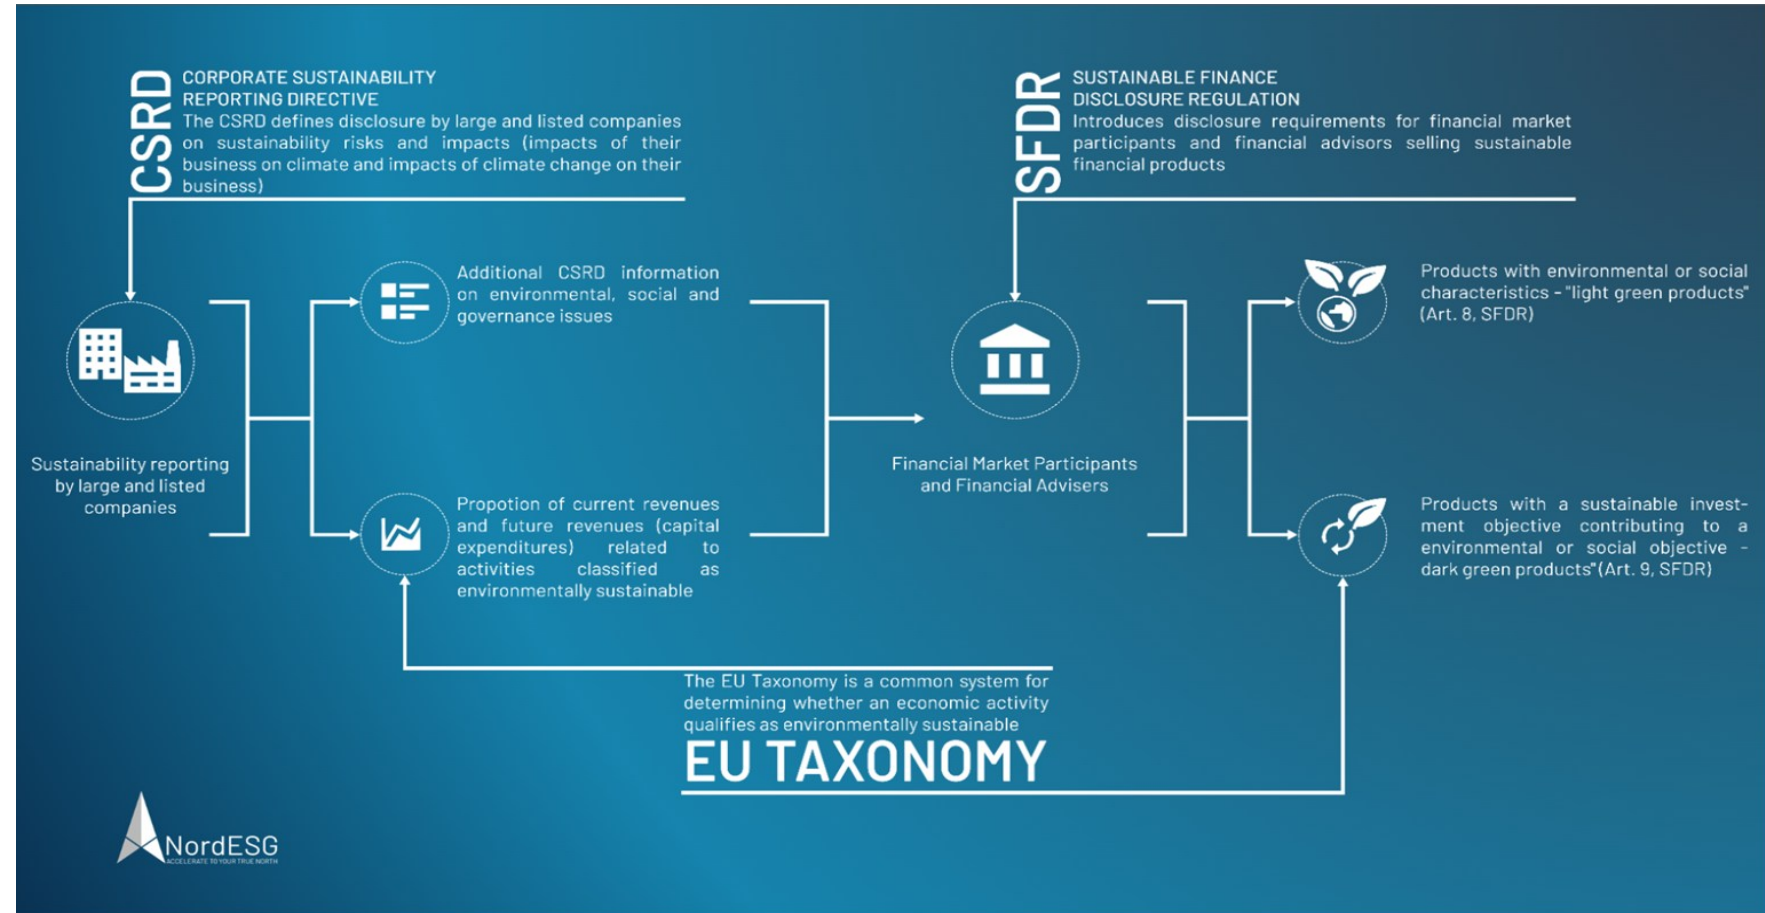 CSRD
CORPORATE SUSTAINABILITY
REPORTING DIRECTIVE
The CSRD defines disclosure by large and listed companies
on sustainability risks and impacts (impacts of their
business on climate and impacts of climate change on their
business)
SFDR
SUSTAINABLE FINANCE
DISCLOSURE REGULATION
Introduces disclosure requirements for financial market
participants and financial advisors selling sustainable
financial products
Sustainability reporting
by large and listed
companies
Additional CSRD information
on environmental, social and
governance issues
Propotion of current revenues
and future revenues (capital
expenditures) related to
activities classified as
environmentally sustainable
Financial Market Participants
and Financial Advisers
Products with environmental or social
characteristics - "light green products"
(Art. 8, SFDR)
Products with a sustainable invest-
ment objective contributing to a
environmental or social objective -
dark green products" (Art. 9, SFDR)
The EU Taxonomy is a common system for
determining whether an economic activity
qualifies as environmentally sustainable
EU TAXONOMY
NordESG
ACCELERATE TO YOUR TRUE NORTH